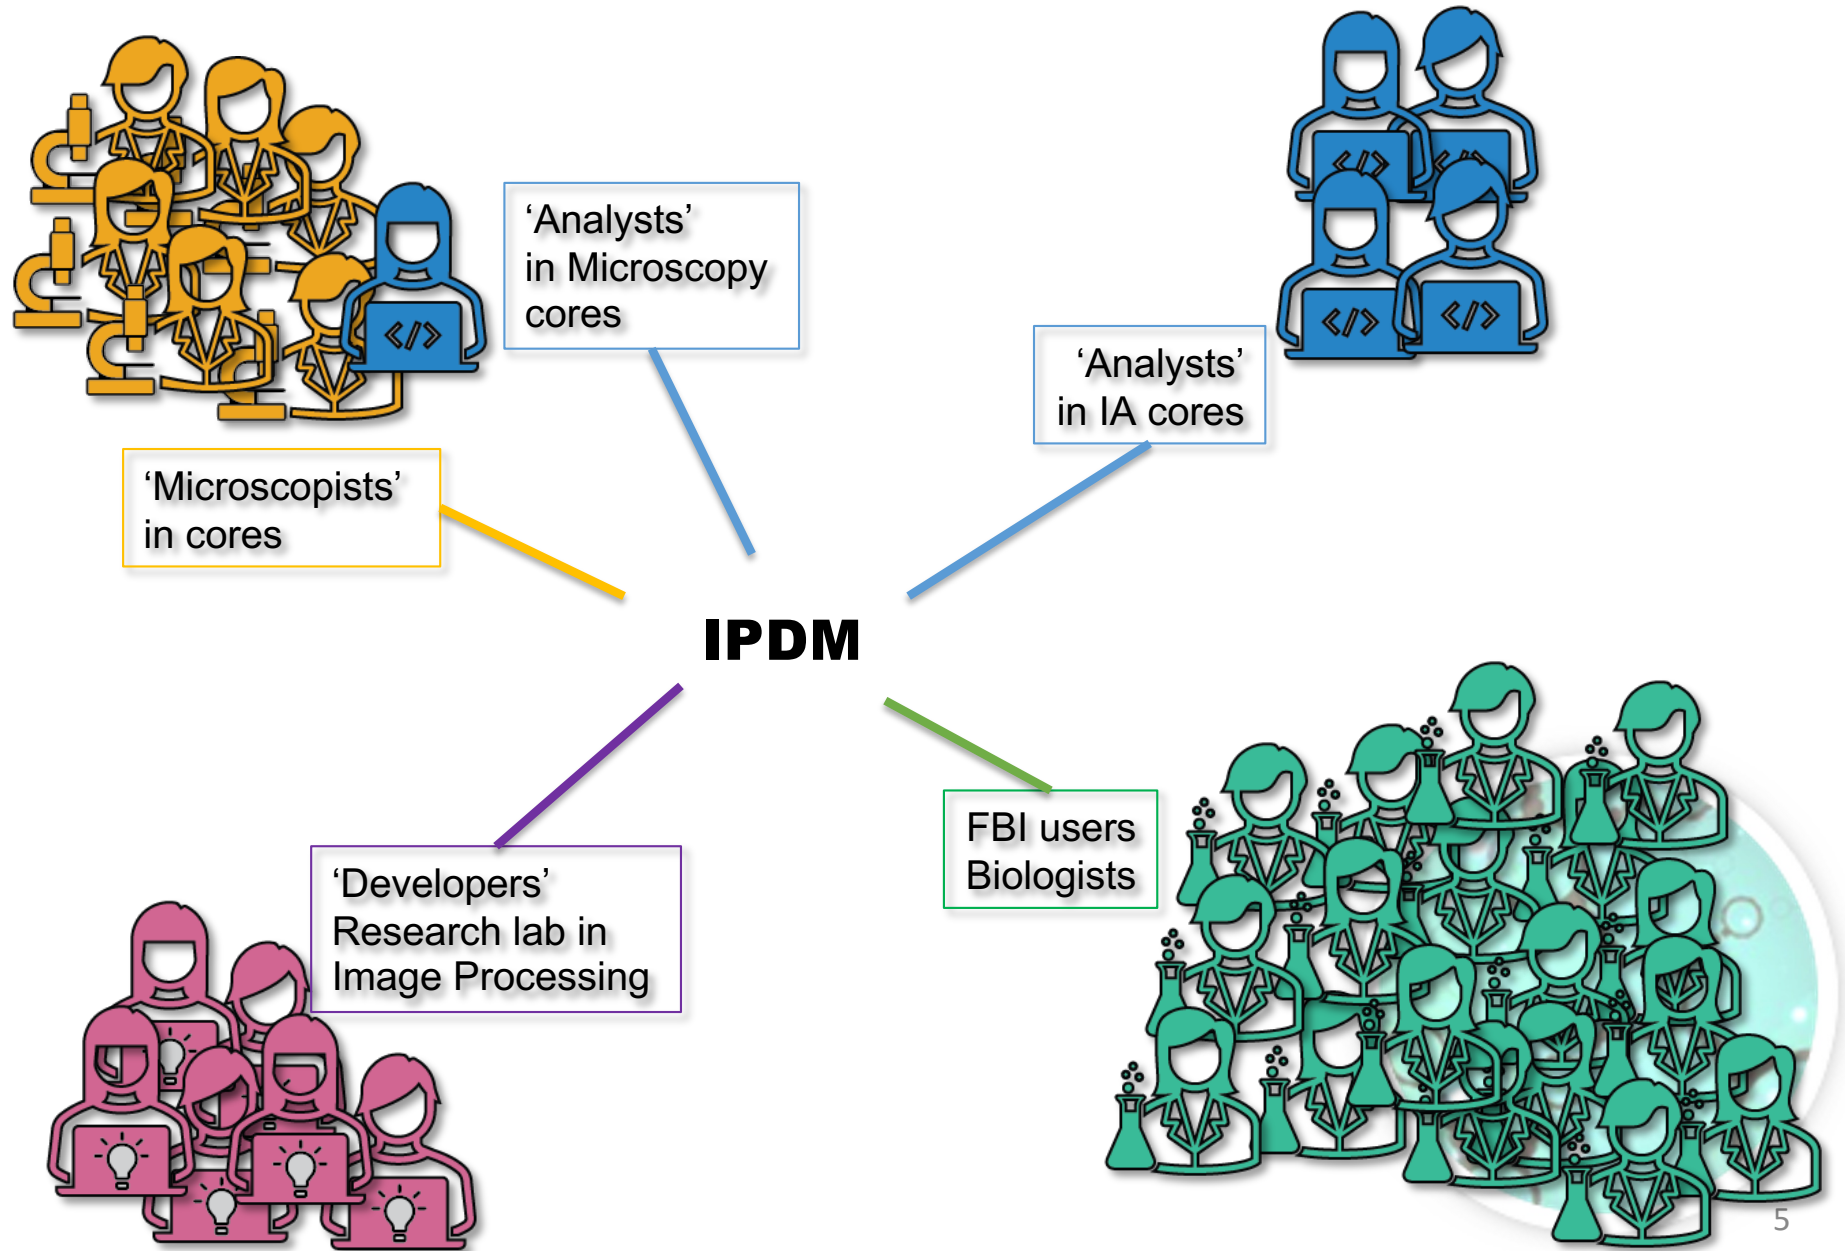 ‘Analysts’
in Microscopy
cores
‘Analysts’
in IA cores
‘Microscopists’
in cores
IPDM
‘Developers’
Research lab in
Image Processing
FBI users
Biologists
</>
</>
</>
</>
</>
</>
5